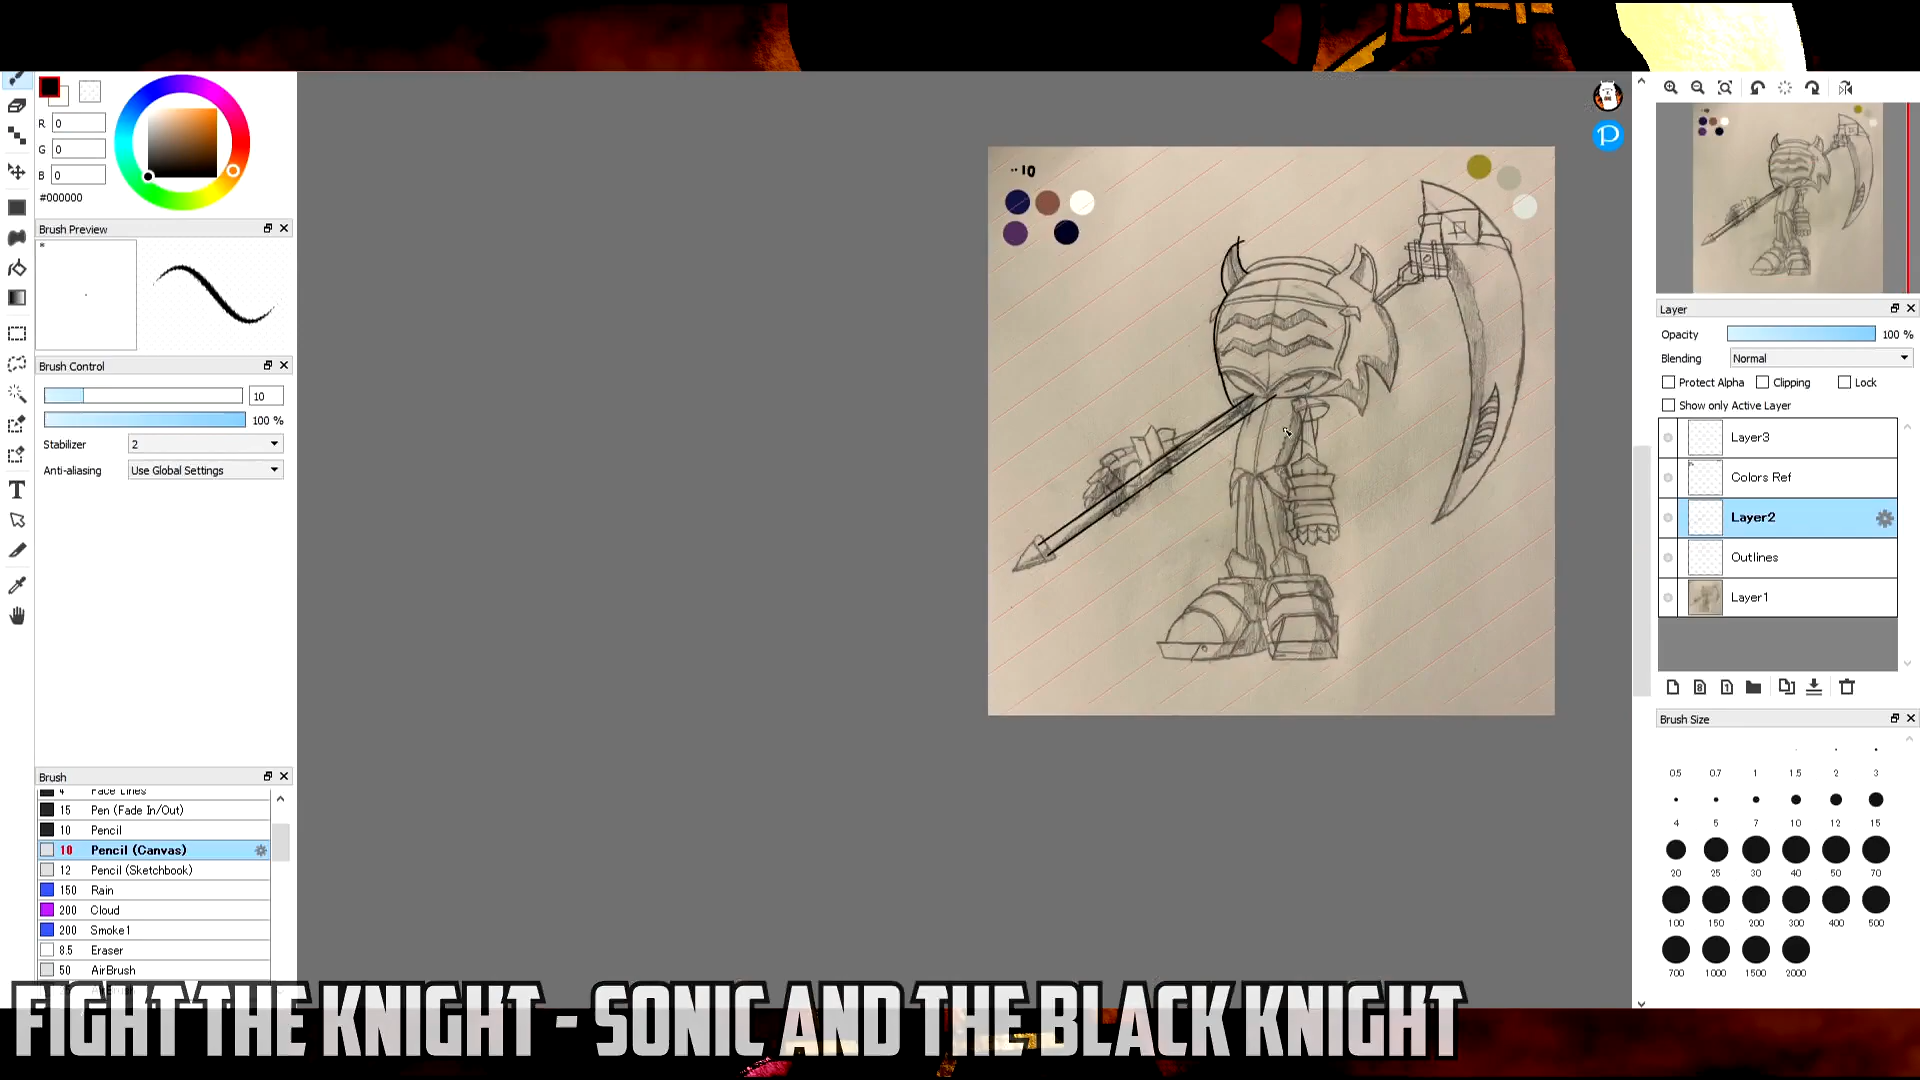 R 0
G 0
B 0
#000000
Brush Preview
Brush Control
10
100 %
Stabilizer 2
Anti-aliasing Use Global Settings
Brush
4 Face Lines
15 Pen (Fade In/Out)
10 Pencil
10 Pencil (Canvas)
12 Pencil (Sketchbook)
150 Rain
200 Cloud
200 Smoke1
8.5 Eraser
50 AirBrush
··10
P
Layer
Opacity 100 %
Blending Normal
Protect Alpha Clipping Lock
Show only Active Layer
Layer3
Colors Ref
Layer2
Outlines
Layer1
Brush Size
0.5 0.7 1 1.5 2 3
4 5 7 10 12 15
20 25 30 40 50 70
100 150 200 300 400 500
700 1000 1500 2000
FIGHT THE KNIGHT - SONIC AND THE BLACK KNIGHT